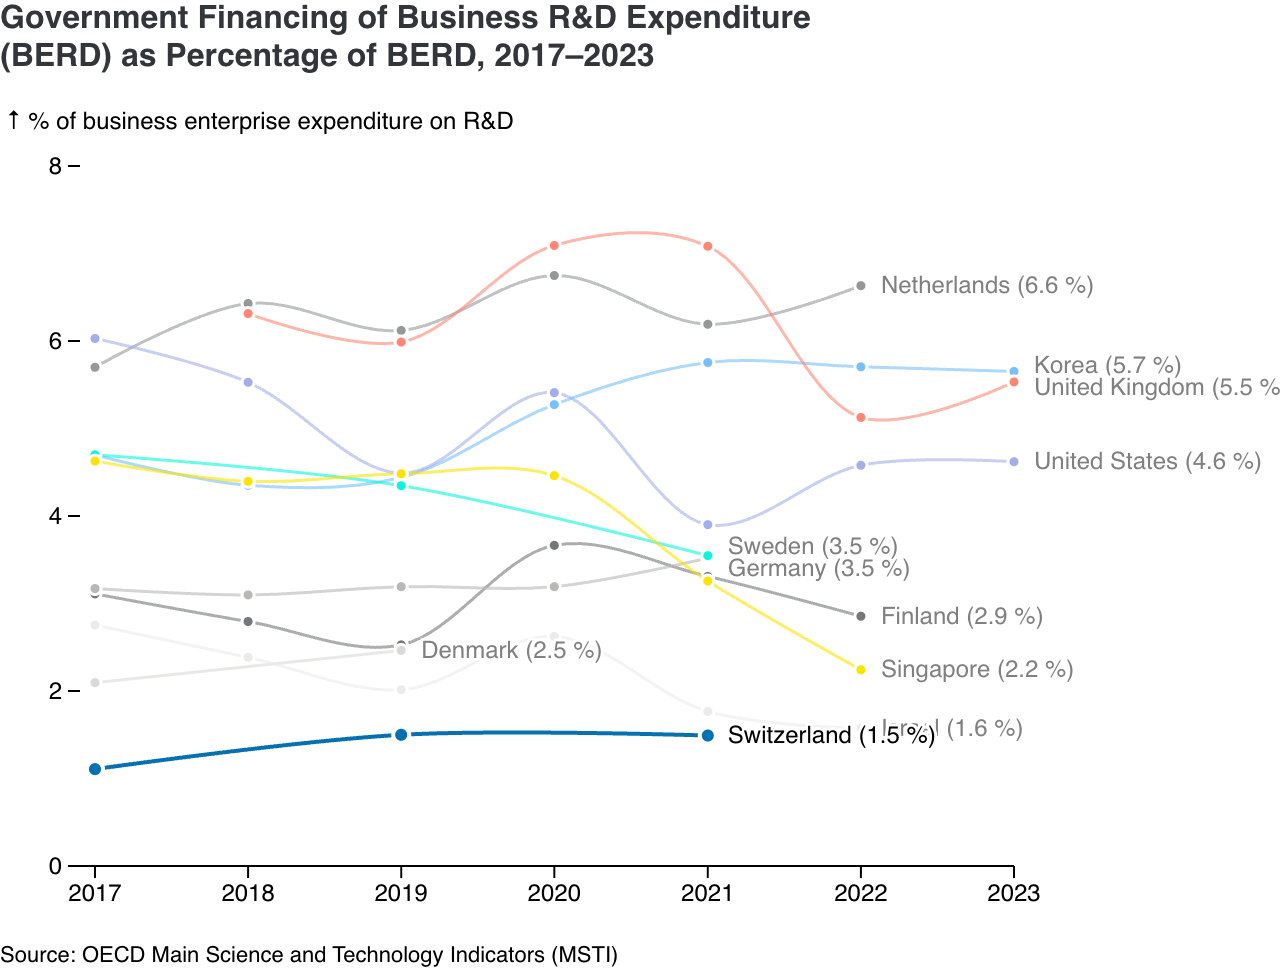 Government Financing of Business R&D Expenditure
(BERD) as Percentage of BERD, 2017–2023
↑ % of business enterprise expenditure on R&D
8
Netherlands (6.6 %)
6
Korea (5.7 %)
United Kingdom (5.5 %
United States (4.6 %)
4
Sweden (3.5 %)
Germany (3.5 %)
Finland (2.9 %)
Denmark (2.5 %)
Singapore (2.2 %)
2
Israel (1.6 %)
Switzerland (1.5 %)
0
2017 2018 2019 2020 2021 2022 2023
Source: OECD Main Science and Technology Indicators (MSTI)